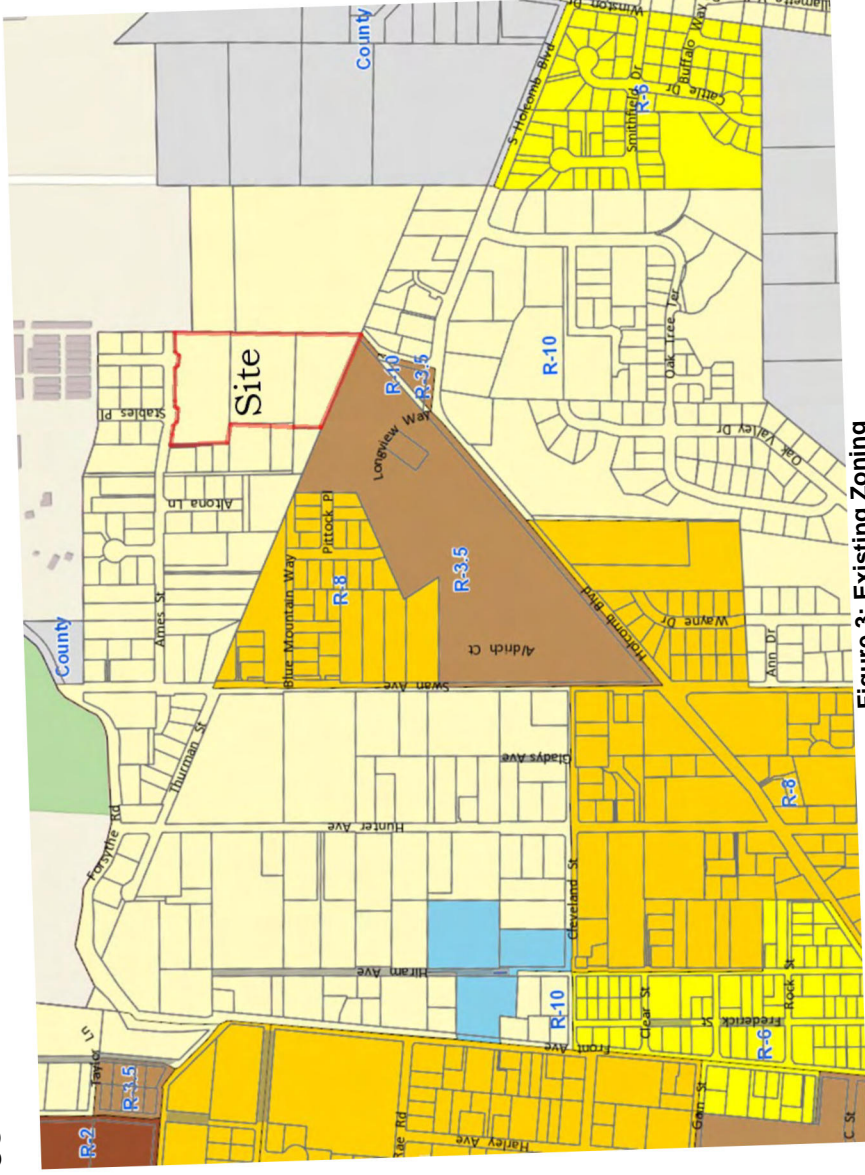 County
Winston Dr
S Holcomb Blvd
Buffalo Way
Smithfield Dr
Cattle Dr
R-6
Site
Stables Pl
R-10
R-3.5
Longview Way
R-10
Oak Tree Ter
Oak Valley Dr
Altona Ln
Pittock Pl
Blue Mountain Way
R-8
R-3.5
Ames St
County
Aldrich Ct
Holcomb Blvd
Wayne Dr
Ann Dr
Swan Ave
Thurman St
Gladys Ave
Forsythe Rd
Hunter Ave
R-8
Cleveland St
Hiram Ave
R-10
Clear St
Frederick St
Rock St
R-6
Front Ave
Taylor Ln
R-3.5
R-2
Harley Ave
Gain St
C St
Figure 3: Existing Zoning